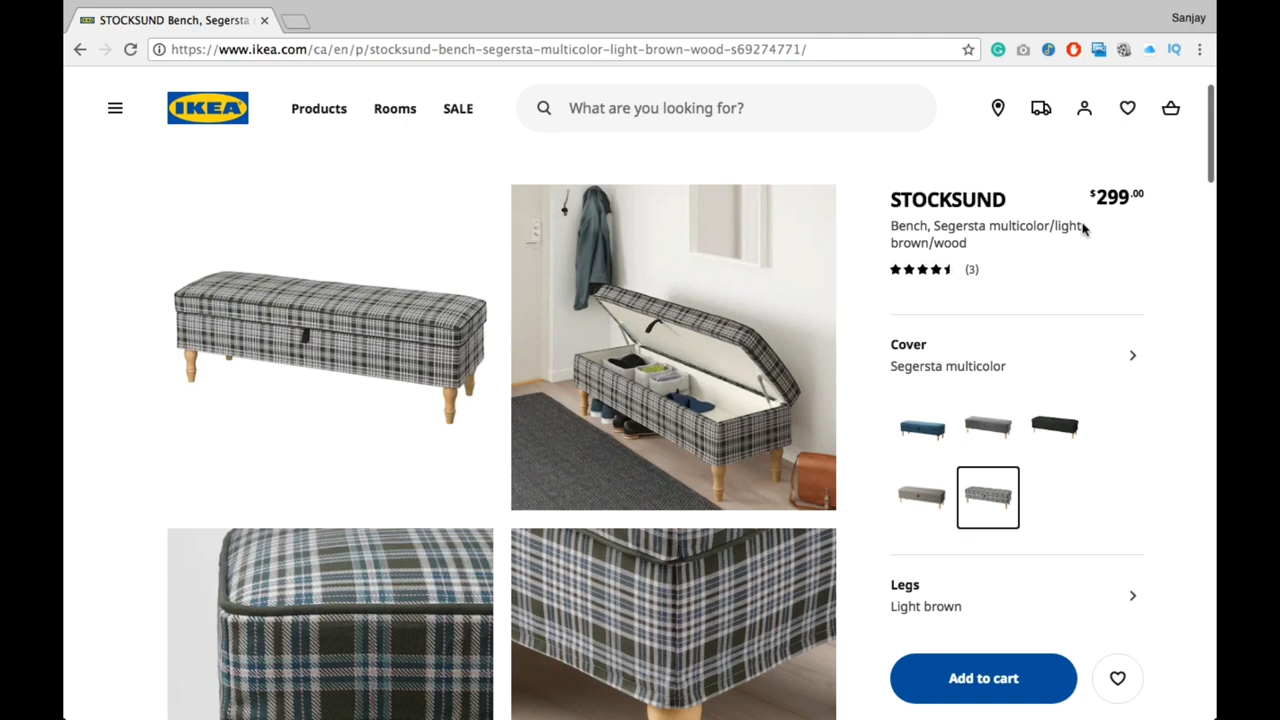 STOCKSUND Bench, Segersta
Sanjay
https://www.ikea.com/ca/en/p/stocksund-bench-segersta-multicolor-light-brown-wood-s69274771/
IQ
IKEA
Products
Rooms
SALE
What are you looking for?
STOCKSUND
$299.00
Bench, Segersta multicolor/light
brown/wood
(3)
Cover
Segersta multicolor
Legs
Light brown
Add to cart